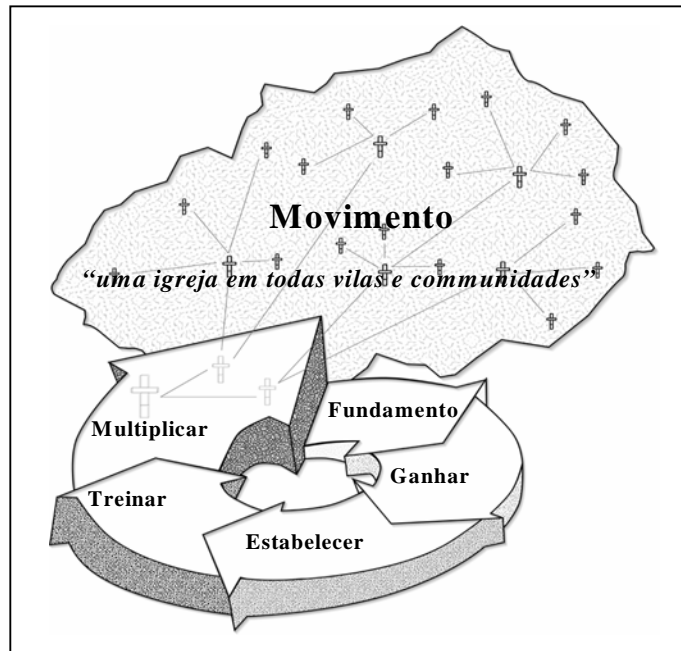 Movimento
“uma igreja em todas vilas e communidades”
Fundamento
Multiplicar
Ganhar
Treinar
Estabelecer